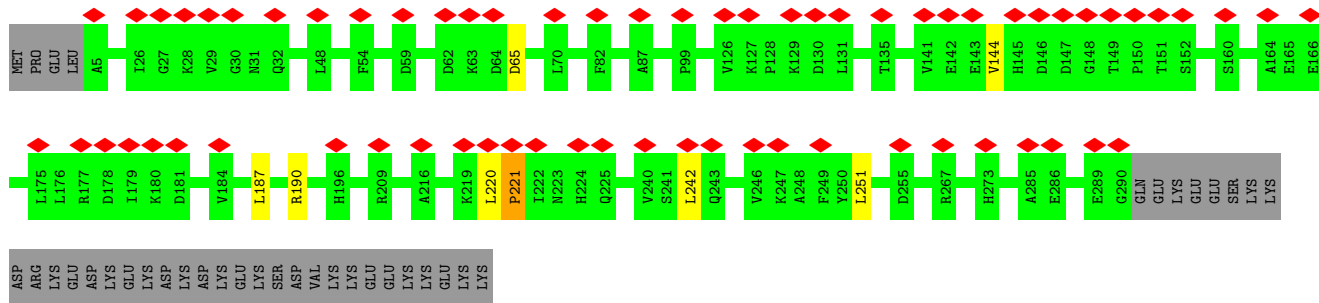 MET PRO GLU LEU A5 I26 G27 K28 V29 G30 N31 Q32 L48 F54 D59 D62 K63 D64 D65 L70 F82 A87 P99 V126 K127 P128 K129 D130 L131 T135 V141 E142 E143 V144 H145 D146 D147 G148 T149 P150 T151 S152 S160 A164 E165 E166
L175 L176 R177 D178 I179 K180 D181 V184 L187 R190 H196 R209 A216 K219 L220 P221 I222 N223 H224 Q225 V240 S241 L242 Q243 V246 K247 A248 F249 Y250 L251 D255 R267 H273 A285 E286 E289 G290 GLN GLU LYS GLU GLU SER LYS LYS
ASP ARG LYS GLU ASP LYS GLU LYS ASP LYS ASP LYS GLU LYS SER ASP VAL LYS LYS GLU GLU LYS LYS GLU LYS LYS